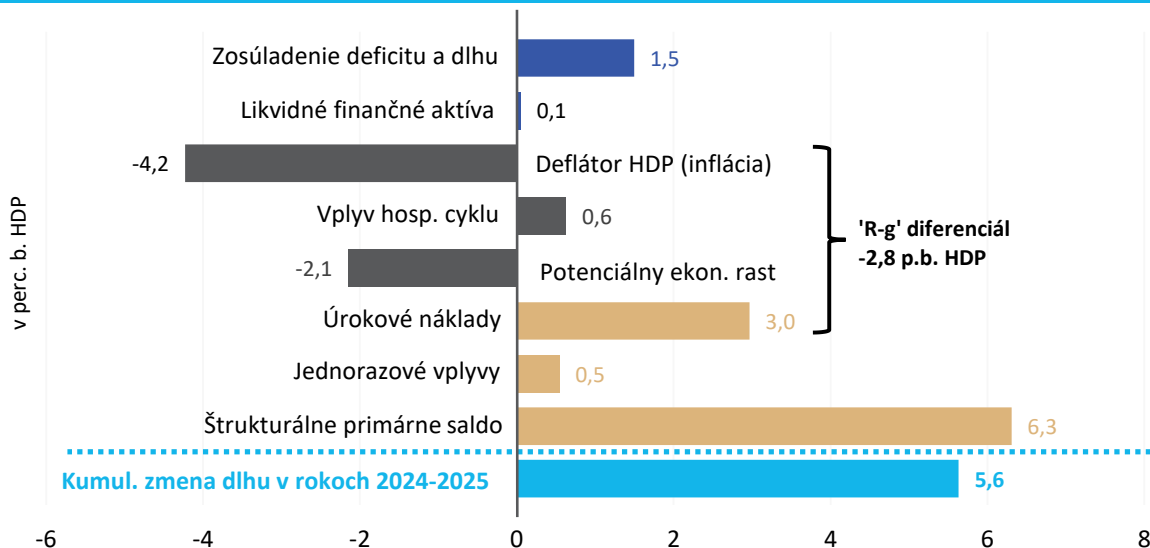 Zosúladenie deficitu a dlhu 1,5
Likvidné finančné aktíva 0,1
-4,2 Deflátor HDP (inflácia)
Vplyv hosp. cyklu 0,6
-2,1 Potenciálny ekon. rast
Úrokové náklady 3,0
Jednorazové vplyvy 0,5
Štrukturálne primárne saldo 6,3
Kumul. zmena dlhu v rokoch 2024-2025 5,6
'R-g' diferenciál
-2,8 p.b. HDP
v perc. b. HDP
-6 -4 -2 0 2 4 6 8